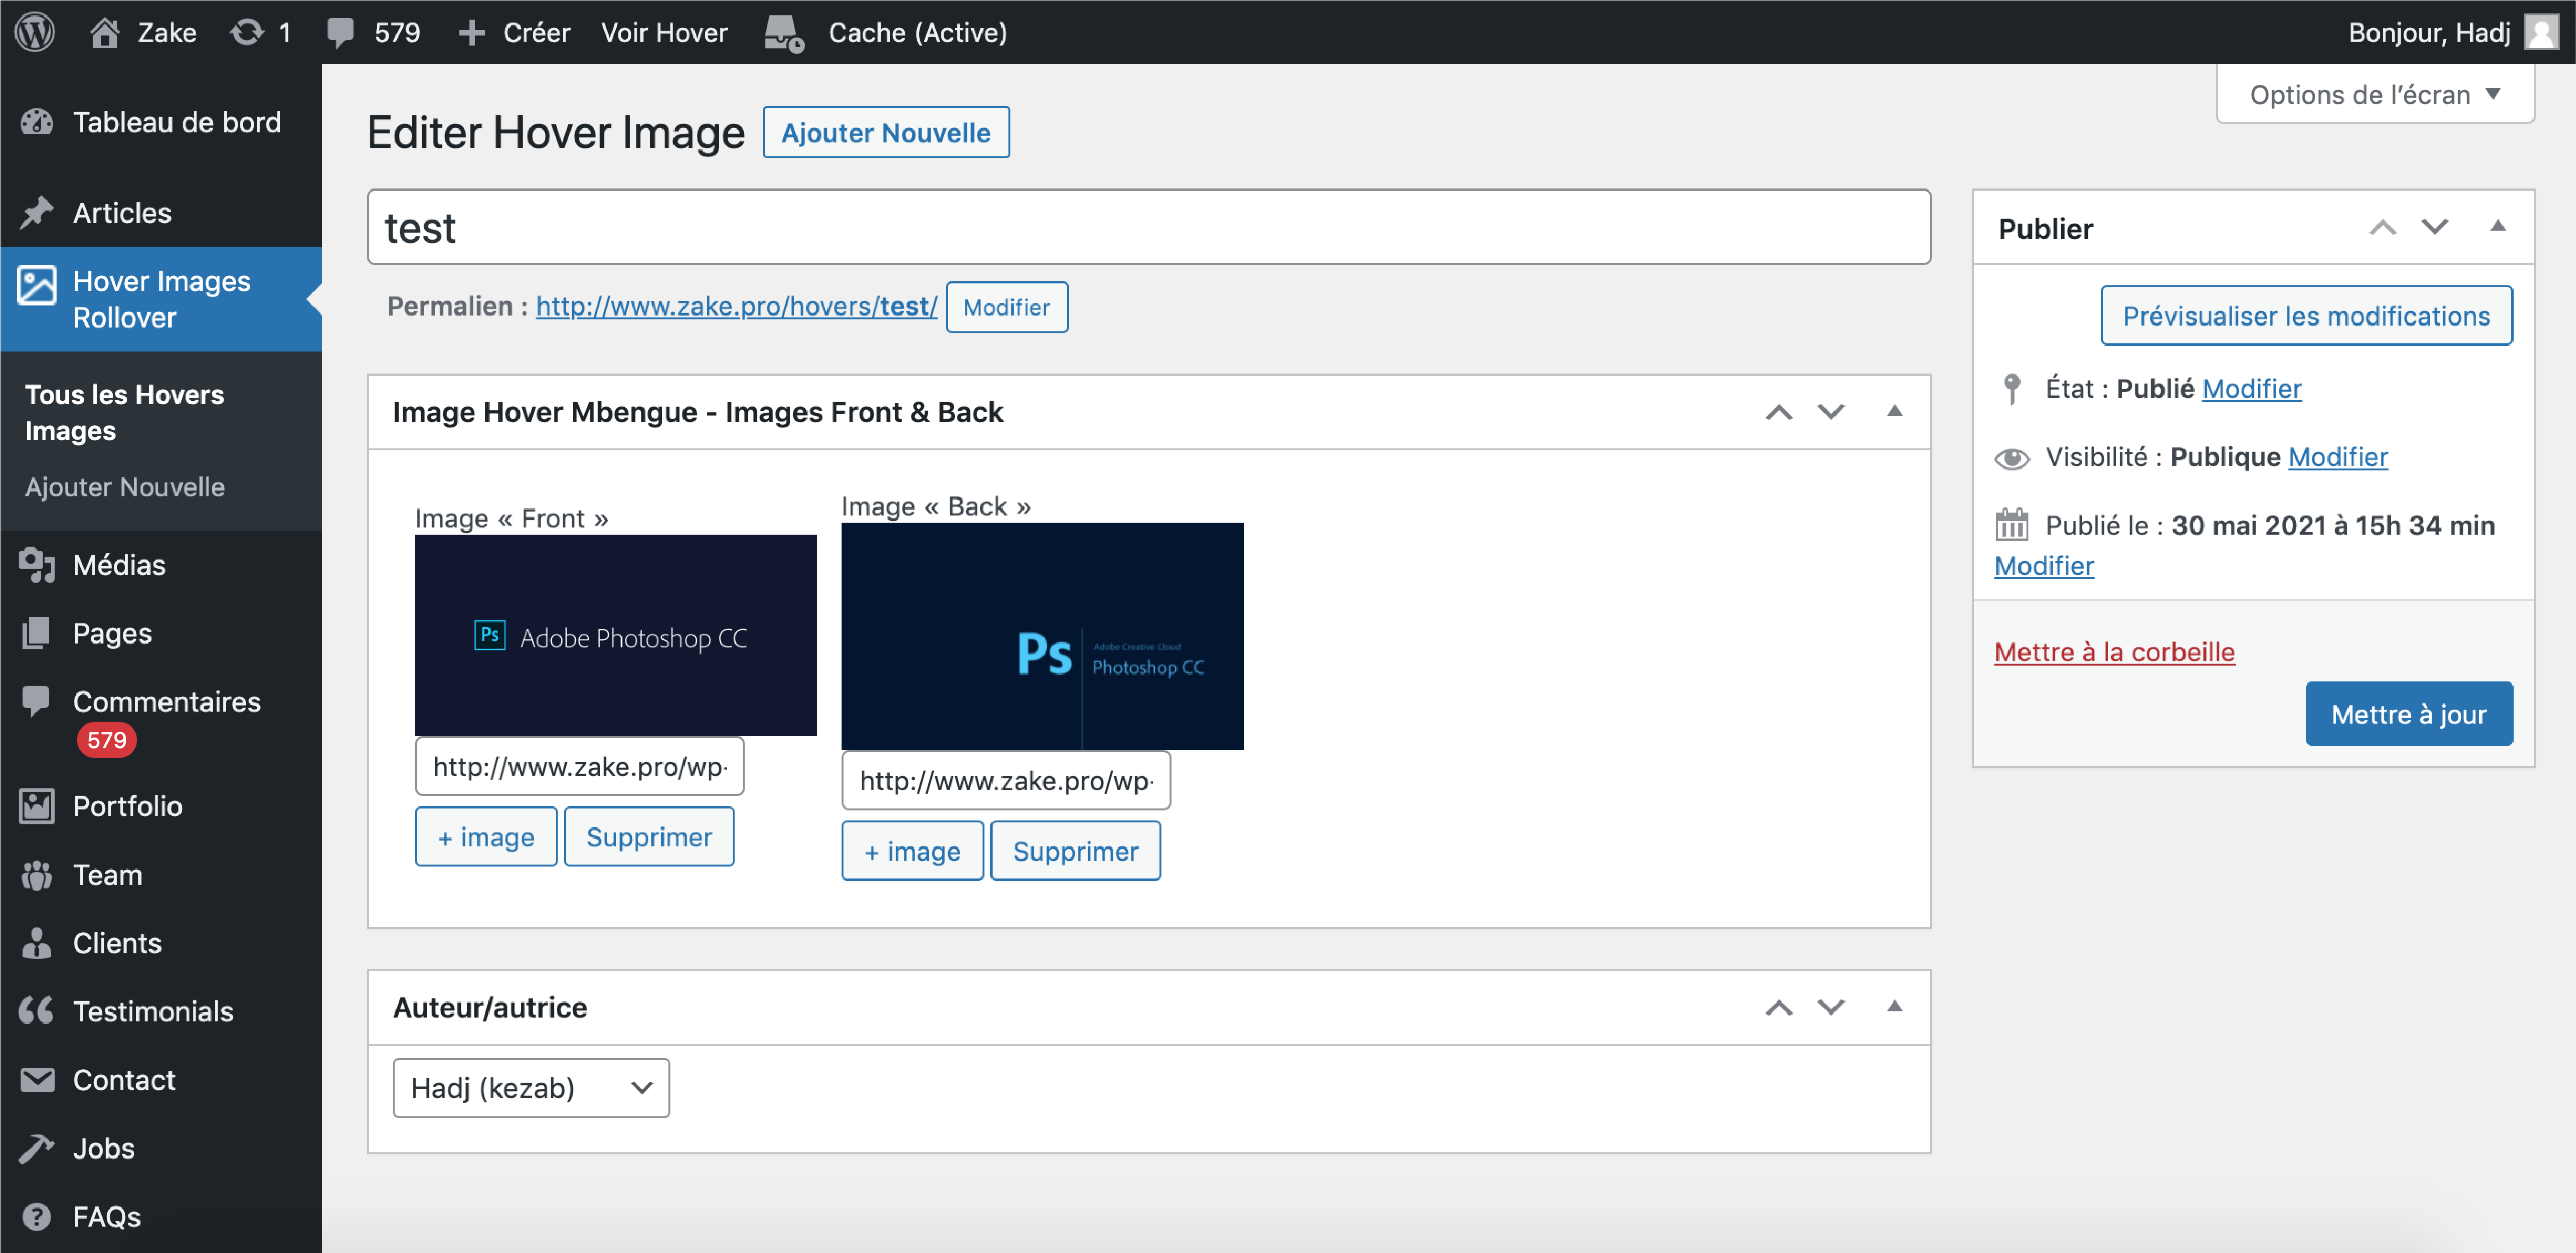 Zake
1
579
Créer
Voir Hover
Cache (Active)
Bonjour, Hadj
Tableau de bord
Articles
Hover Images
Rollover
Tous les Hovers
Images
Ajouter Nouvelle
Médias
Pages
Commentaires
579
Portfolio
Team
Clients
Testimonials
Contact
Jobs
FAQs
Options de l’écran
Editer Hover Image
Ajouter Nouvelle
test
Permalien : http://www.zake.pro/hovers/test/
Modifier
Image Hover Mbengue - Images Front & Back
Image « Front »
Ps
Adobe Photoshop CC
http://www.zake.pro/wp-
+ image
Supprimer
Image « Back »
Ps
Adobe Creative Cloud
Photoshop CC
http://www.zake.pro/wp-
+ image
Supprimer
Auteur/autrice
Hadj (kezab)
Publier
Prévisualiser les modifications
État : Publié Modifier
Visibilité : Publique Modifier
Publié le : 30 mai 2021 à 15h 34 min
Modifier
Mettre à la corbeille
Mettre à jour